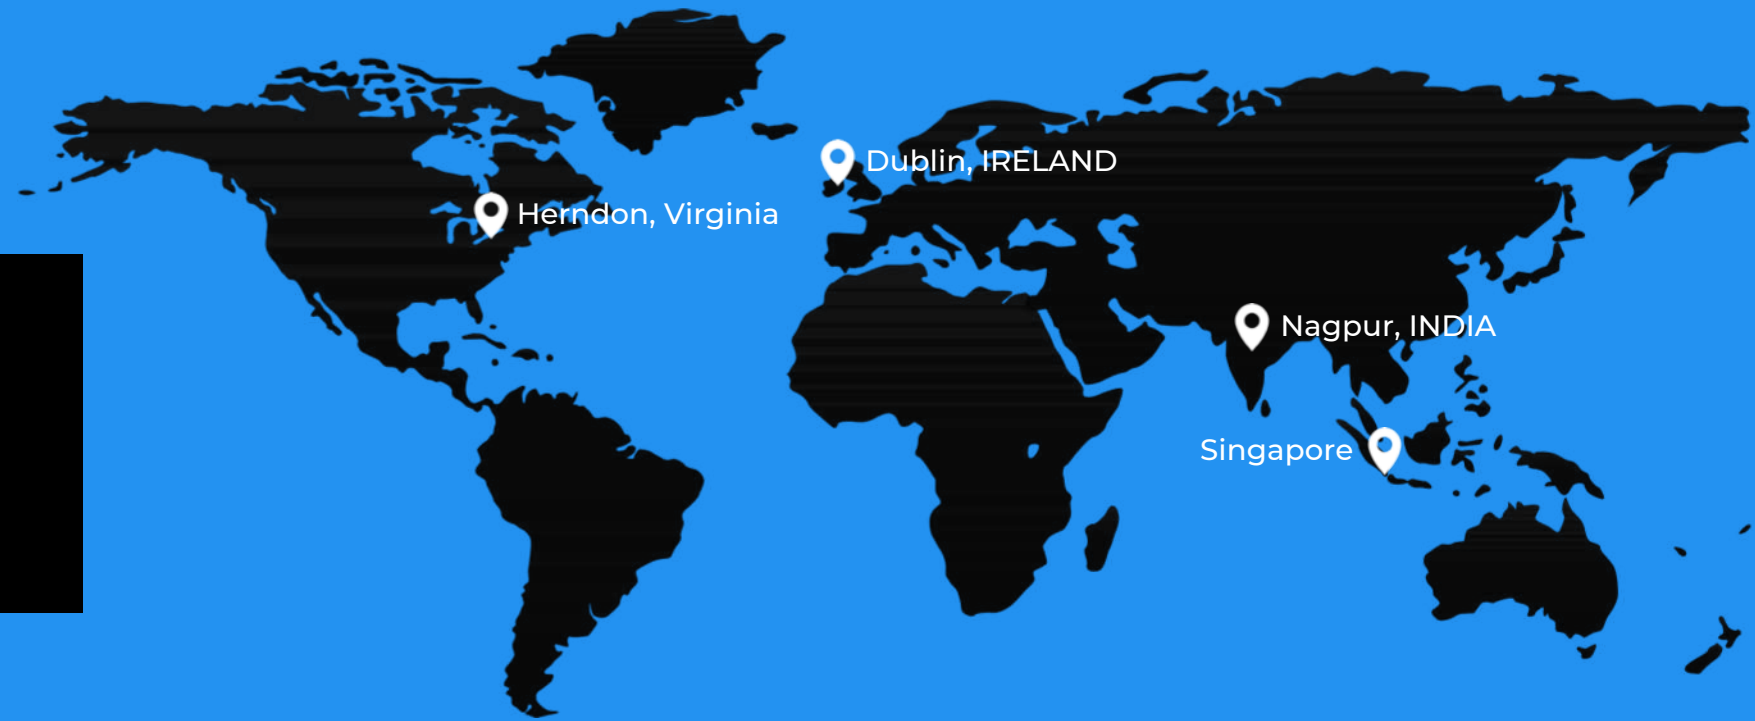 Dublin, IRELAND
Herndon, Virginia
Nagpur, INDIA
Singapore